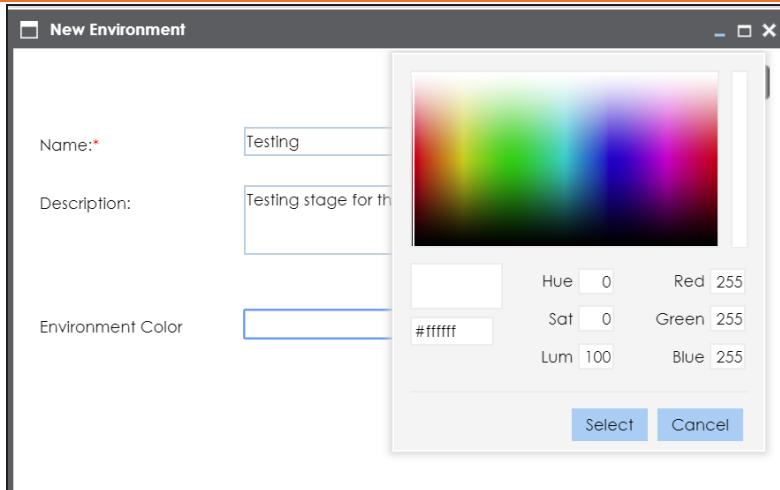 New Environment
Name:*
Testing
Description:
Testing stage for th
Environment Color
#ffffff
Hue 0
Red 255
Sat 0
Green 255
Lum 100
Blue 255
Select
Cancel